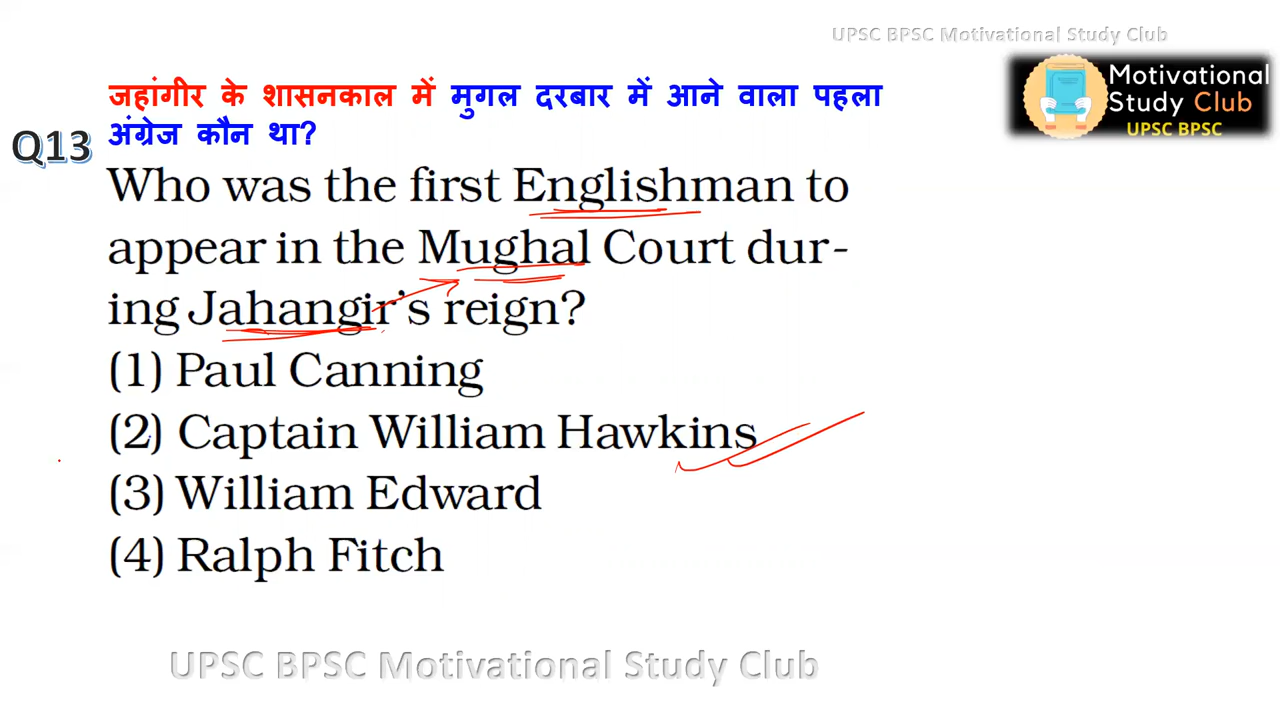 UPSC BPSC Motivational Study Club
Motivational
Study Club
UPSC BPSC
जहांगीर के शासनकाल में मुगल दरबार में आने वाला पहला
अंग्रेज कौन था?
Q13
Who was the first Englishman to
appear in the Mughal Court dur-
ing Jahangir's reign?
(1) Paul Canning
(2) Captain William Hawkins
(3) William Edward
(4) Ralph Fitch
UPSC BPSC Motivational Study Club